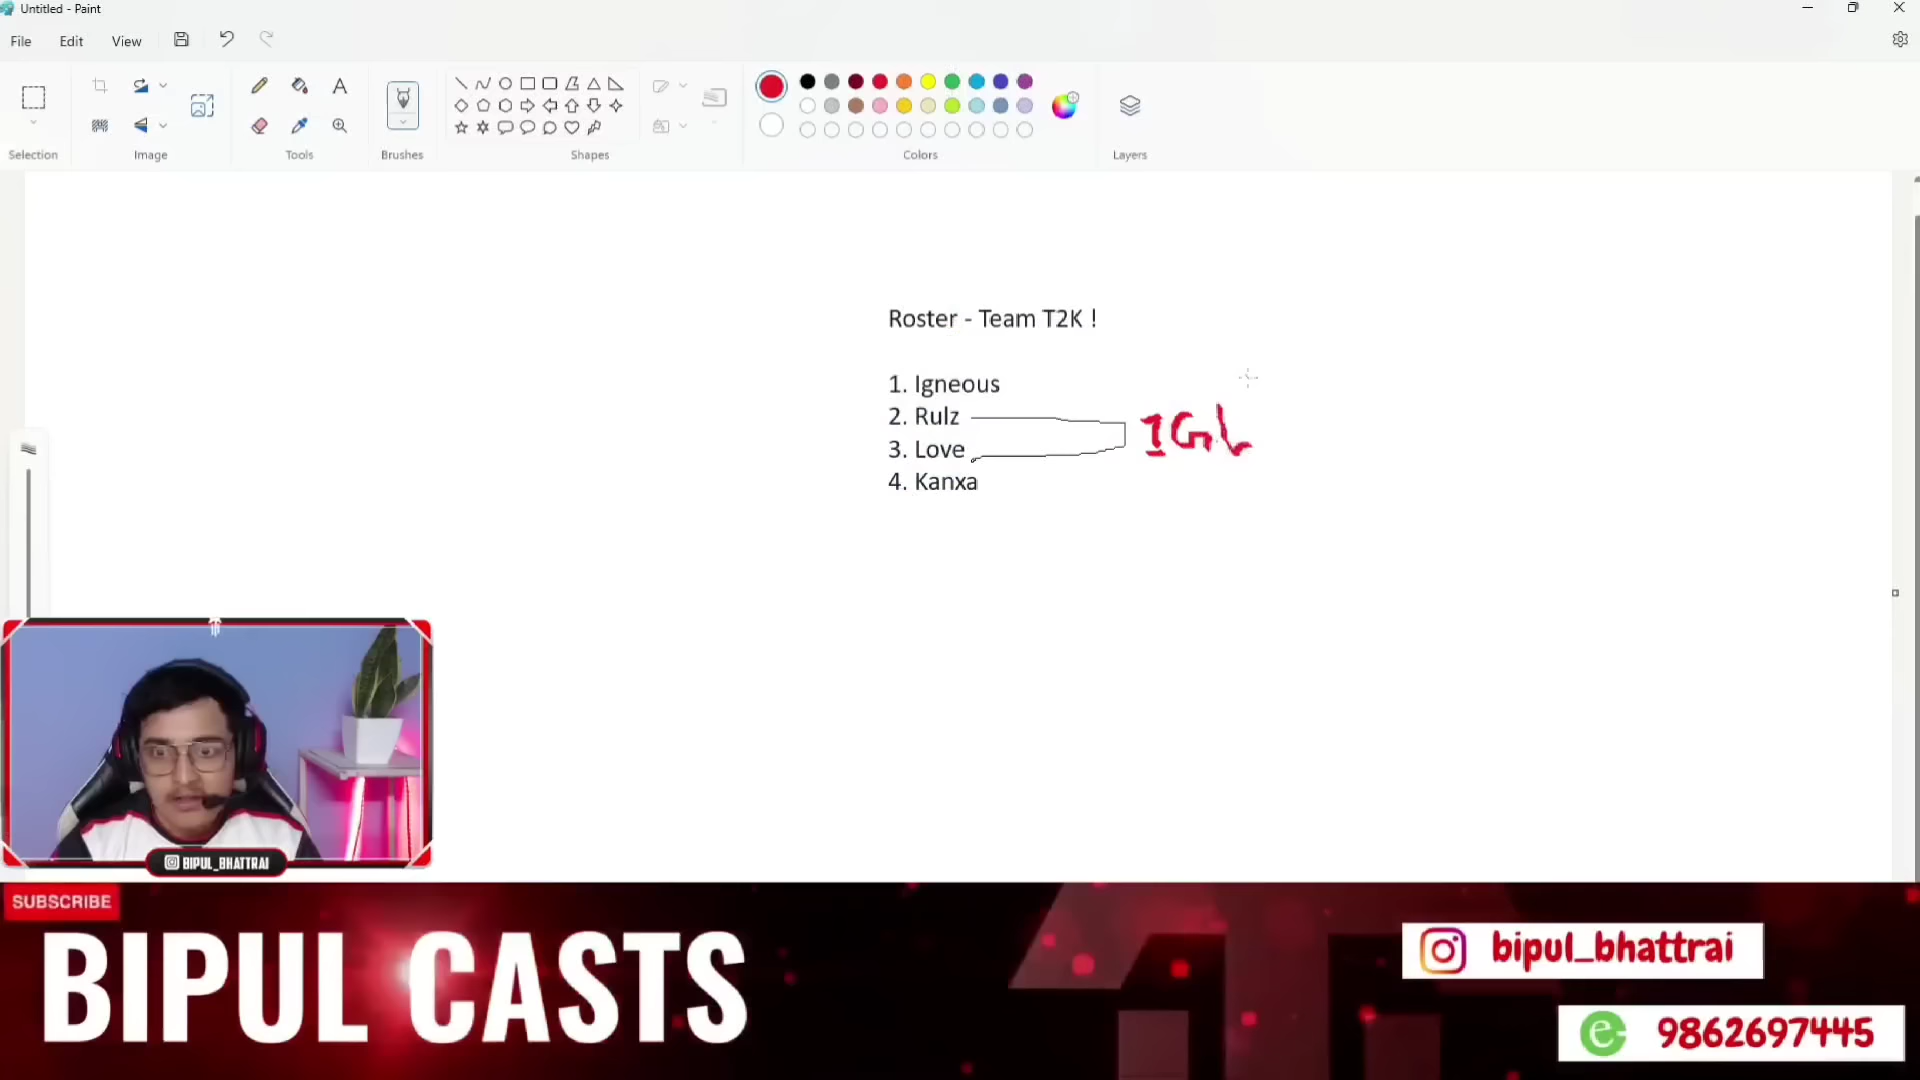 Untitled - Paint
File Edit View
Selection Image Tools Brushes Shapes Colors Layers
Roster - Team T2K !
1. Igneous
2. Rulz
3. Love
4. Kanxa
IGL
BIPUL_BHATTRAI
SUBSCRIBE
BIPUL CASTS
bipul_bhattrai
e 9862697445